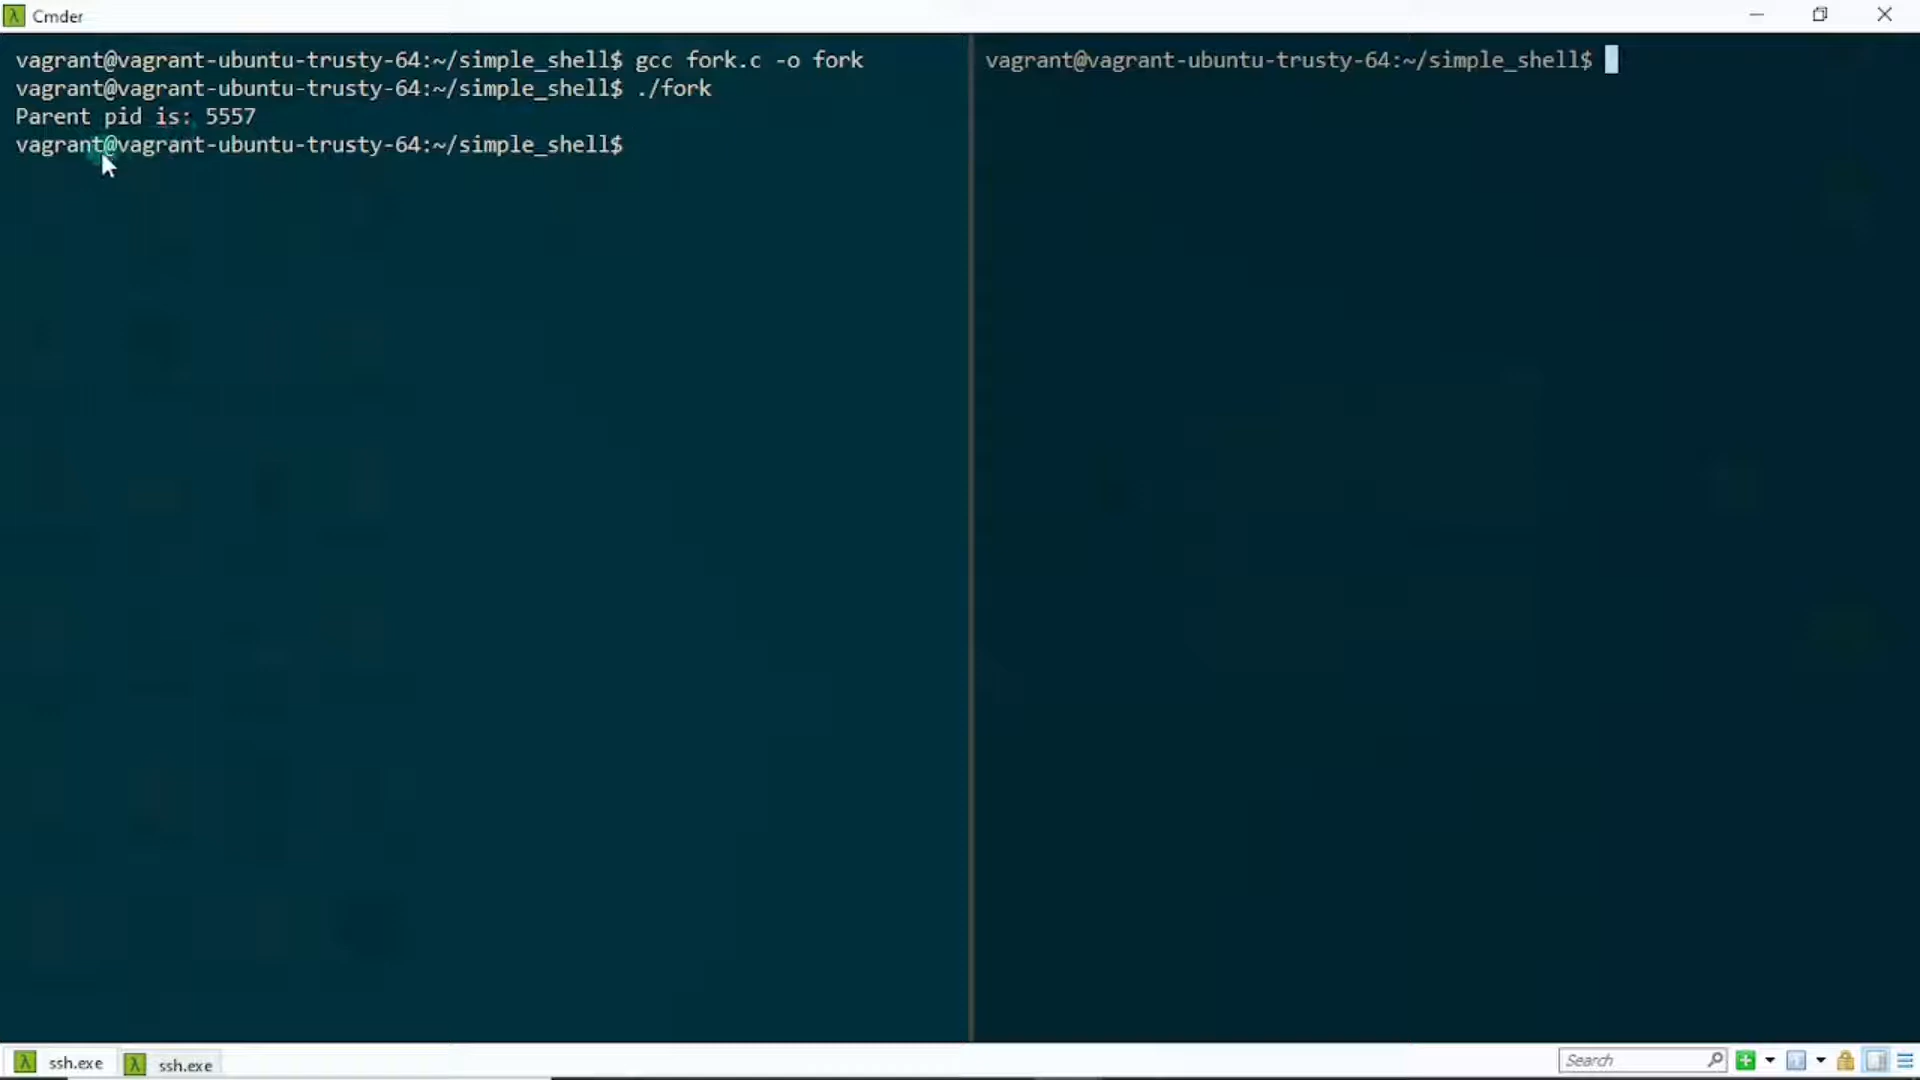 Cmder
vagrant@vagrant-ubuntu-trusty-64:~/simple_shell$ gcc fork.c -o fork
vagrant@vagrant-ubuntu-trusty-64:~/simple_shell$ ./fork
Parent pid is: 5557
vagrant@vagrant-ubuntu-trusty-64:~/simple_shell$
vagrant@vagrant-ubuntu-trusty-64:~/simple_shell$
ssh.exe
ssh.exe
Search